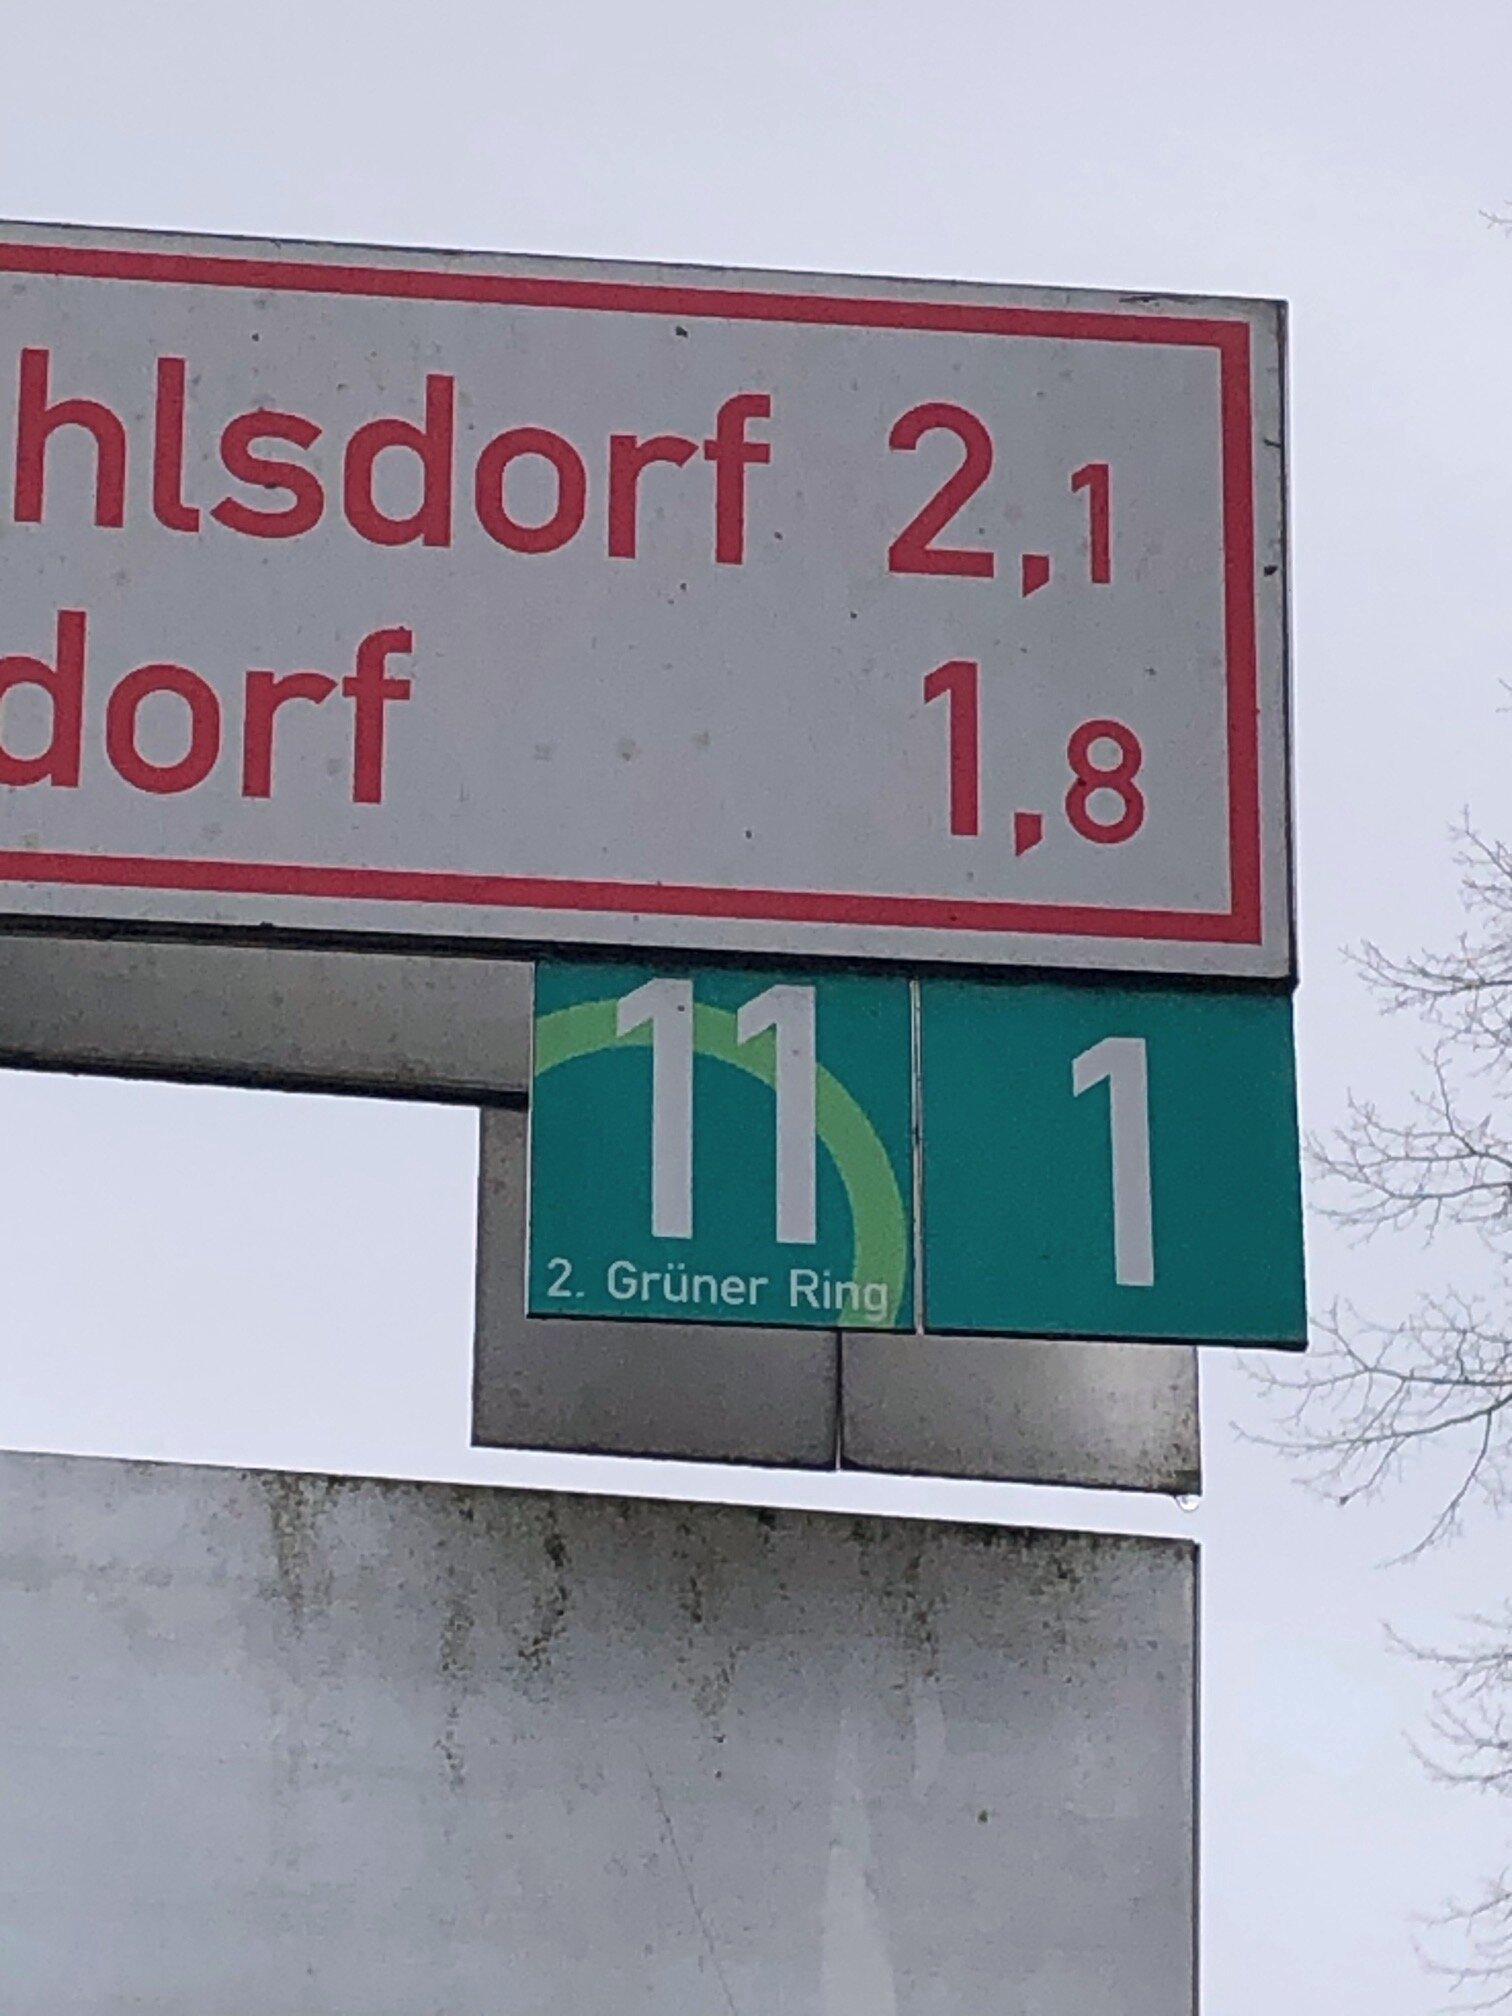 hlsdorf 2,1
dorf 1,8
11 1
2. Grüner Ring